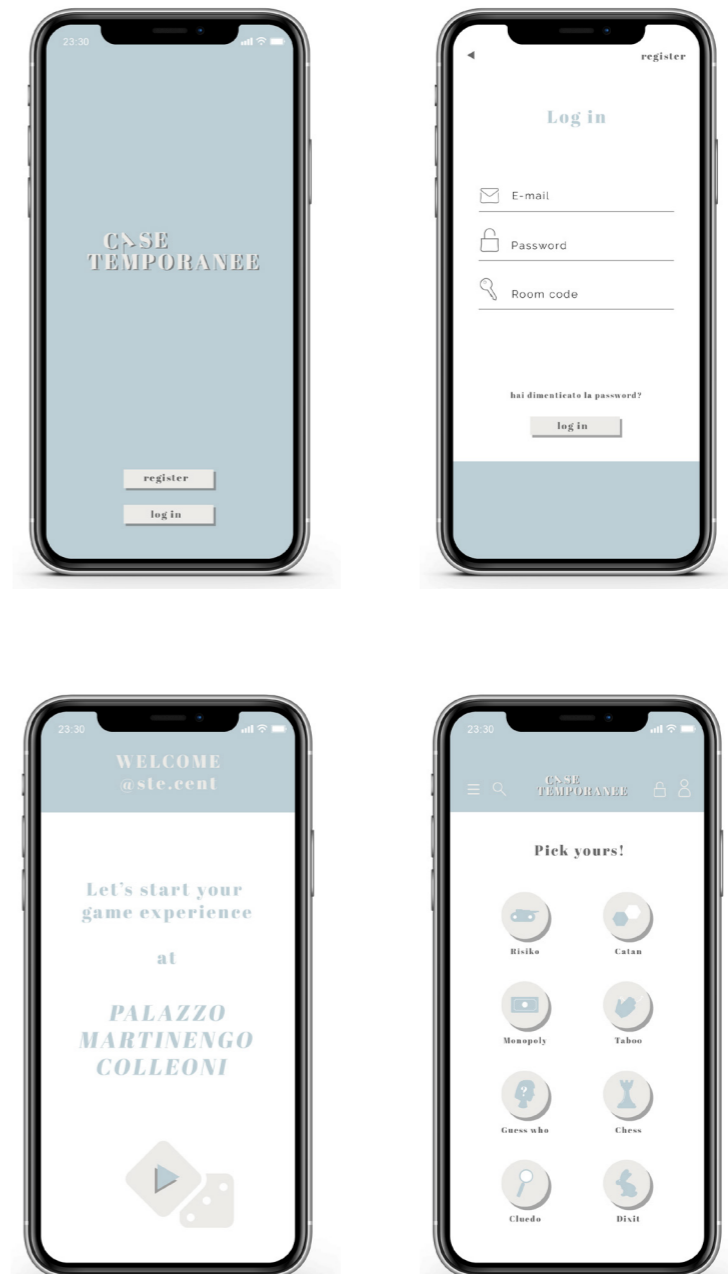 23:30
CASE
TEMPORANEE
register
log in
register
Log in
E-mail
Password
Room code
hai dimenticato la password?
log in
23:30
WELCOME
@ste.cent
Let's start your
game experience
at
PALAZZO
MARTINENGO
COLLEONI
23:30
CASE
TEMPORANEE
Pick yours!
Risiko
Catan
Monopoly
Taboo
?
Guess who
Chess
Cluedo
Dixit